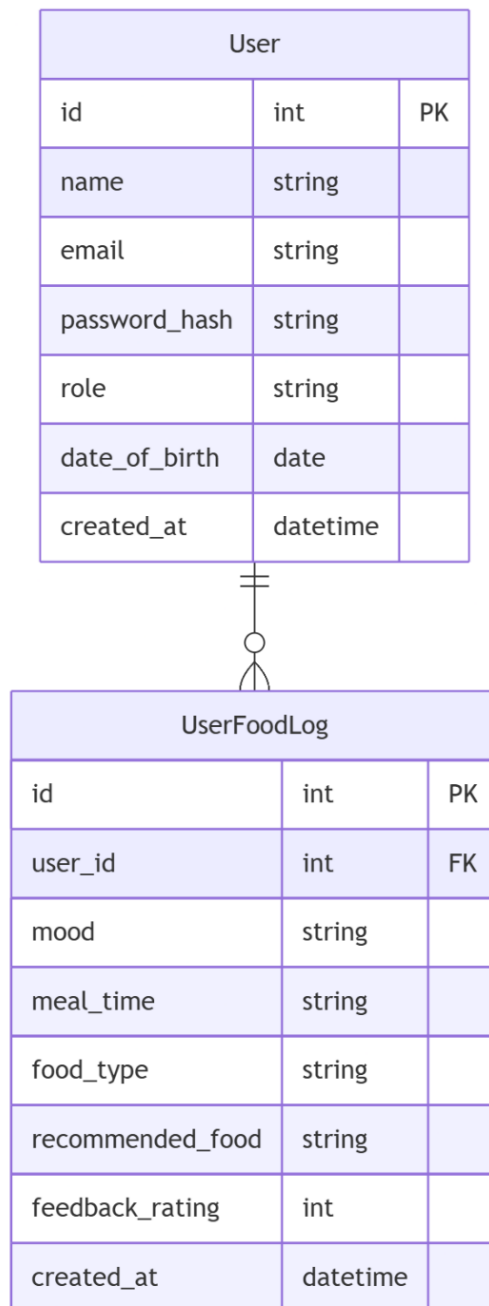 User
id int PK
name string
email string
password_hash string
role string
date_of_birth date
created_at datetime
UserFoodLog
id int PK
user_id int FK
mood string
meal_time string
food_type string
recommended_food string
feedback_rating int
created_at datetime